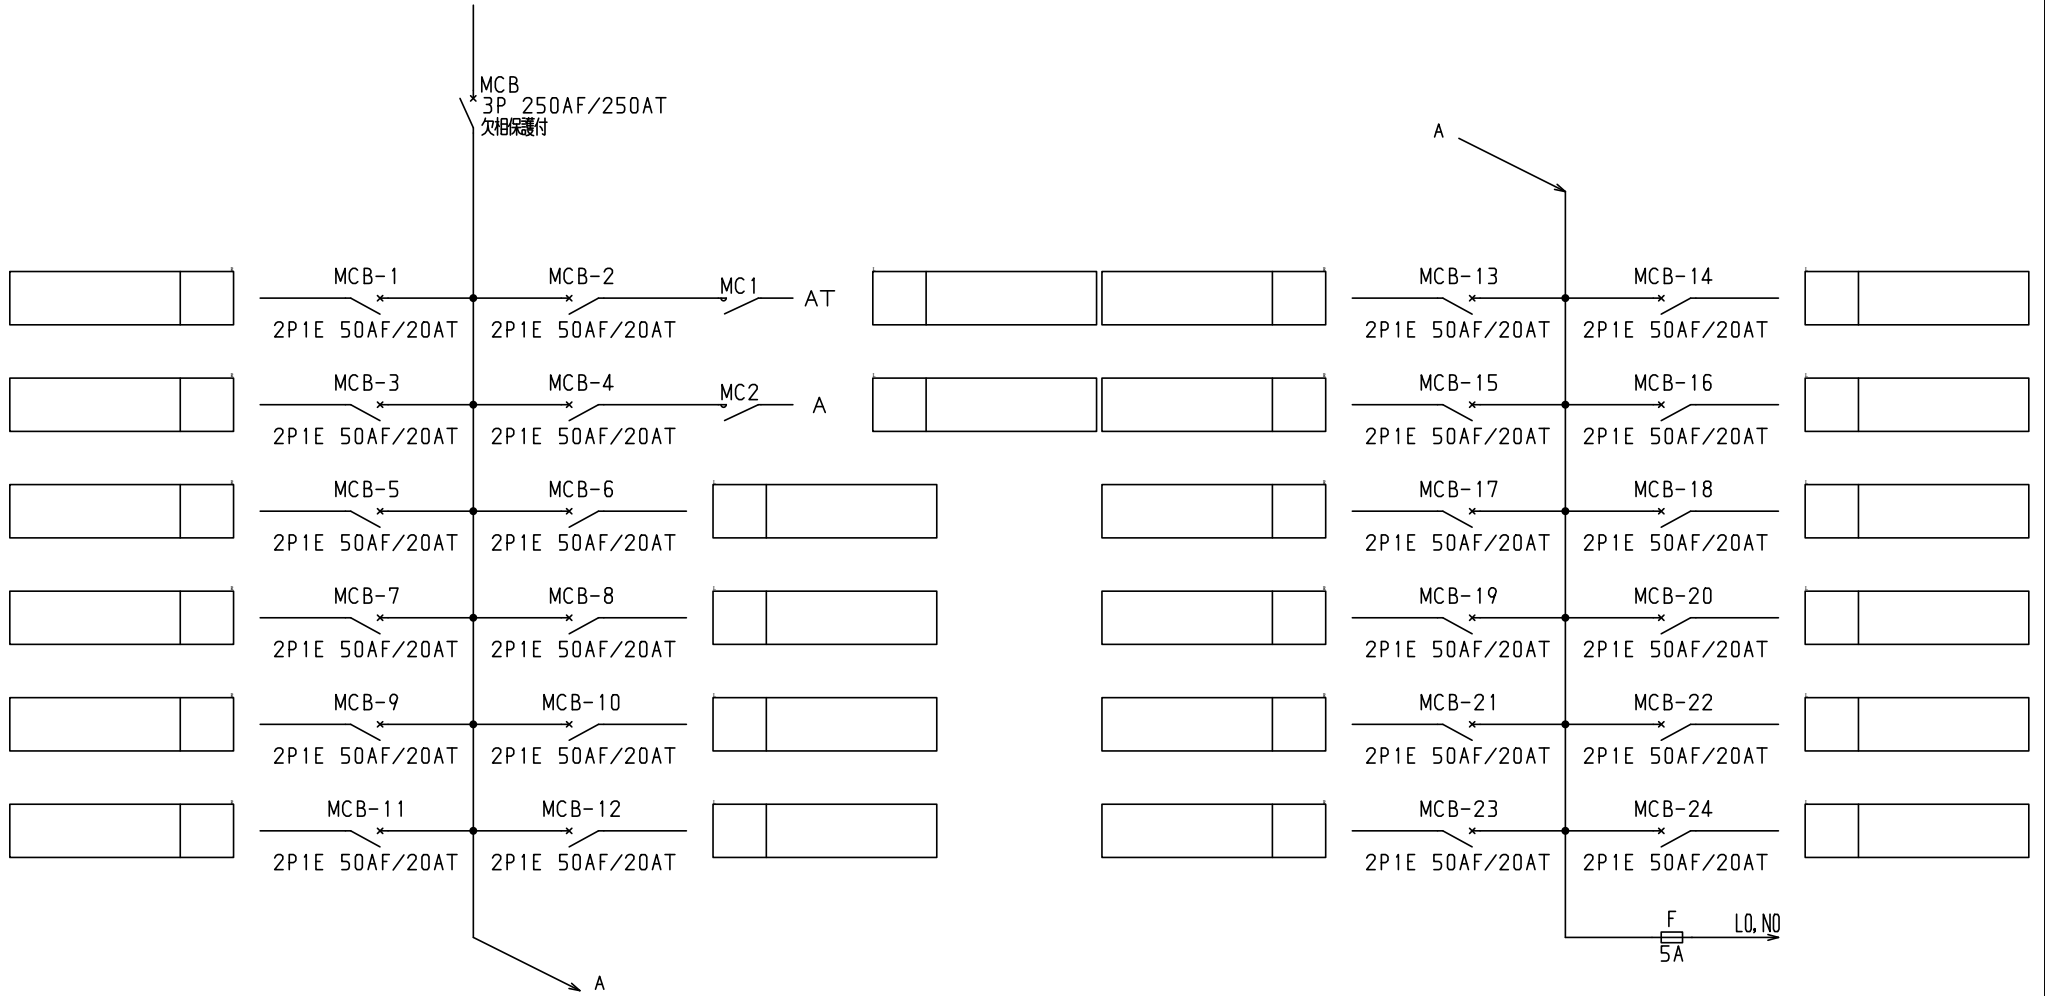 MCB
3P 250AF/250AT
欠相保護付
A
MCB-1
MCB-2
MC1
AT
2P1E 50AF/20AT
2P1E 50AF/20AT
MCB-3
MCB-4
MC2
A
2P1E 50AF/20AT
2P1E 50AF/20AT
MCB-5
MCB-6
2P1E 50AF/20AT
2P1E 50AF/20AT
MCB-7
MCB-8
2P1E 50AF/20AT
2P1E 50AF/20AT
MCB-9
MCB-10
2P1E 50AF/20AT
2P1E 50AF/20AT
MCB-11
MCB-12
2P1E 50AF/20AT
2P1E 50AF/20AT
A
MCB-13
MCB-14
2P1E 50AF/20AT
2P1E 50AF/20AT
MCB-15
MCB-16
2P1E 50AF/20AT
2P1E 50AF/20AT
MCB-17
MCB-18
2P1E 50AF/20AT
2P1E 50AF/20AT
MCB-19
MCB-20
2P1E 50AF/20AT
2P1E 50AF/20AT
MCB-21
MCB-22
2P1E 50AF/20AT
2P1E 50AF/20AT
MCB-23
MCB-24
2P1E 50AF/20AT
2P1E 50AF/20AT
F
L0,N0
5A